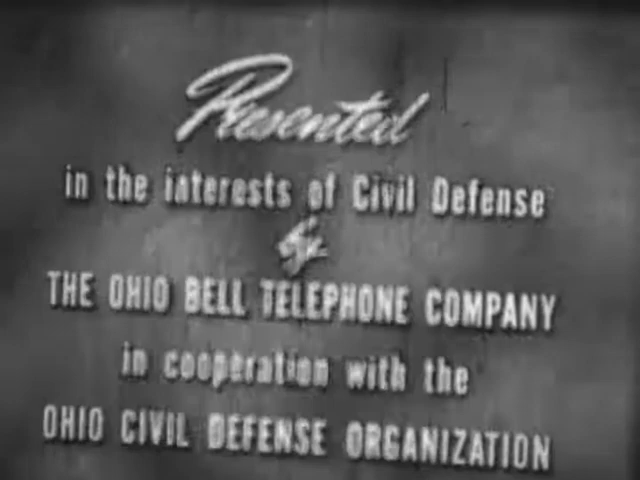 Presented
in the interests of Civil Defense
by
THE OHIO BELL TELEPHONE COMPANY
in cooperation with the
OHIO CIVIL DEFENSE ORGANIZATION